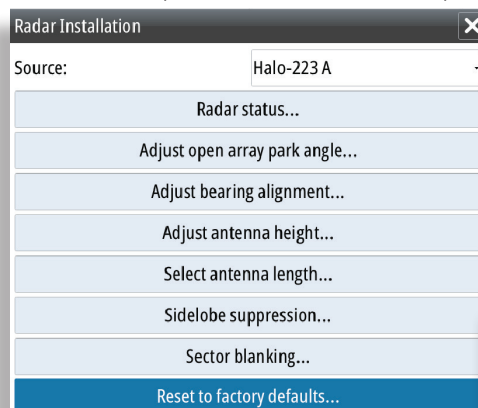 Radar Installation
Source:
Halo-223 A
Radar status...
Adjust open array park angle...
Adjust bearing alignment...
Adjust antenna height...
Select antenna length...
Sidelobe suppression...
Sector blanking...
Reset to factory defaults...